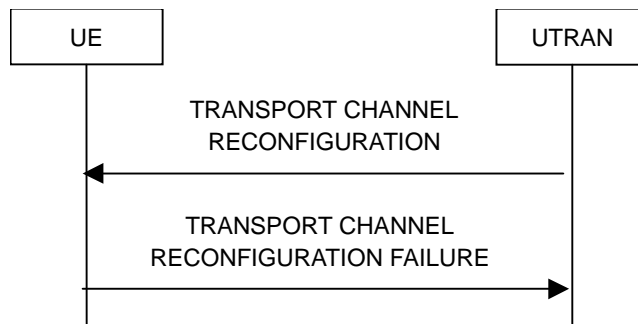 UE
UTRAN
TRANSPORT CHANNEL
RECONFIGURATION
TRANSPORT CHANNEL
RECONFIGURATION FAILURE